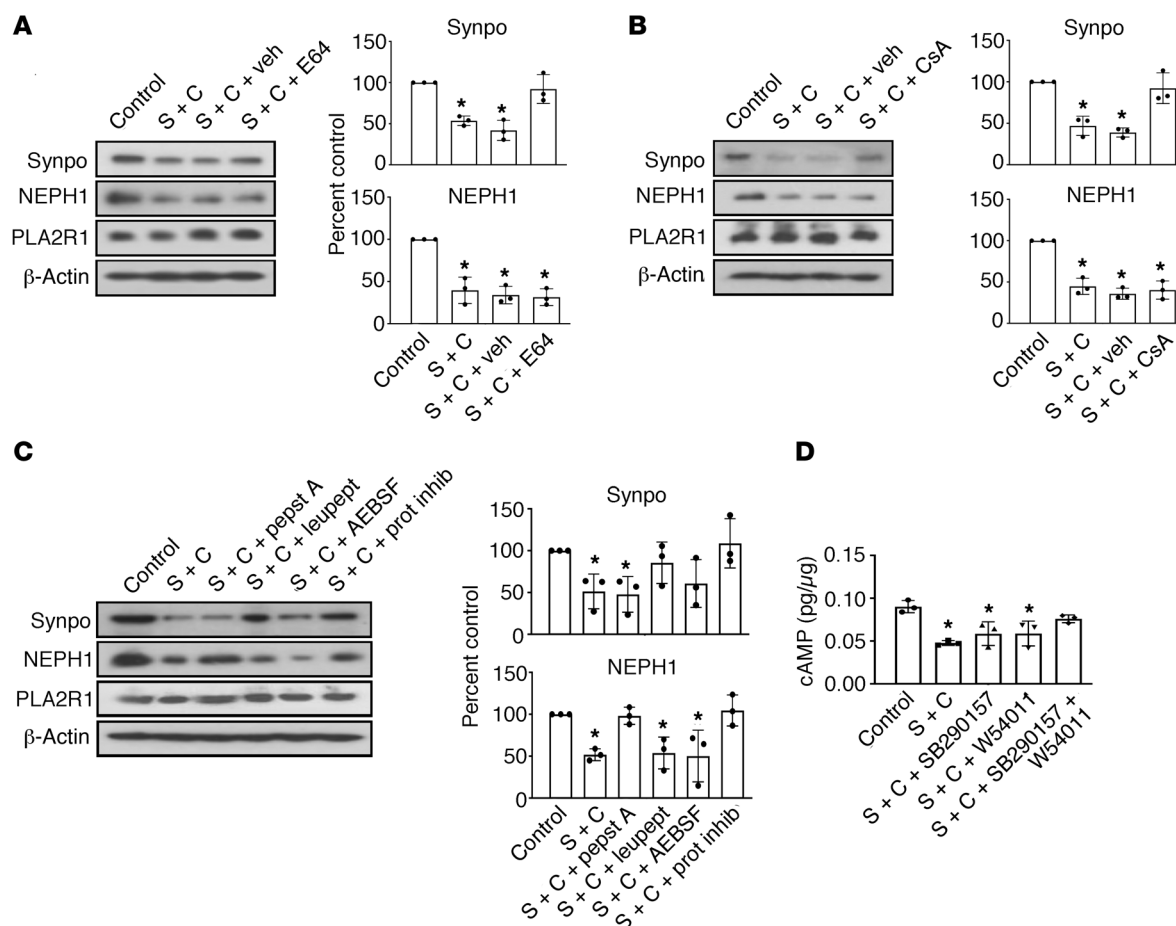 A
Control
S + C
S + C + veh
S + C + E64
Synpo
NEPH1
PLA2R1
β-Actin
Percent control
Synpo
150
100
50
0
NEPH1
150
100
50
0
* *
* * *
Control
S + C
S + C + veh
S + C + E64
B
Control
S + C
S + C + veh
S + C + CsA
Synpo
NEPH1
PLA2R1
β-Actin
Synpo
150
100
50
0
* *
NEPH1
150
100
50
0
* * *
Control
S + C
S + C + veh
S + C + CsA
C
Control
S + C
S + C + pepst A
S + C + leupept
S + C + AEBSF
S + C + prot inhib
Synpo
NEPH1
PLA2R1
β-Actin
Percent control
Synpo
150
100
50
0
* *
NEPH1
150
100
50
0
* * *
Control
S + C
S + C + pepst A
S + C + leupept
S + C + AEBSF
S + C + prot inhib
D
cAMP (pg/µg)
0.15
0.10
0.05
0.00
* * *
Control
S + C
S + C + SB290157
S + C + W54011
S + C + SB290157 +
W54011